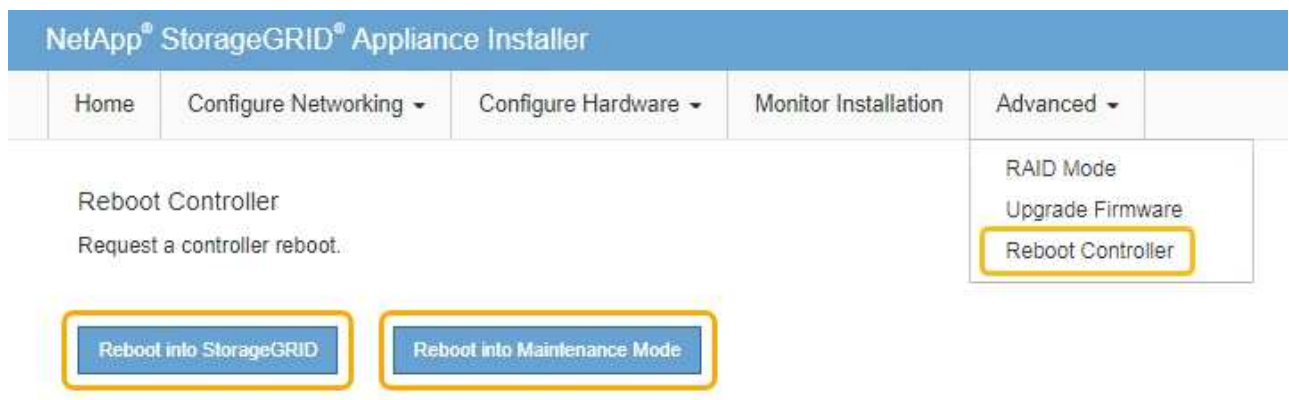 NetApp® StorageGRID® Appliance Installer
Home Configure Networking Configure Hardware Monitor Installation Advanced
RAID Mode
Upgrade Firmware
Reboot Controller
Reboot Controller
Request a controller reboot.
Reboot into StorageGRID Reboot into Maintenance Mode